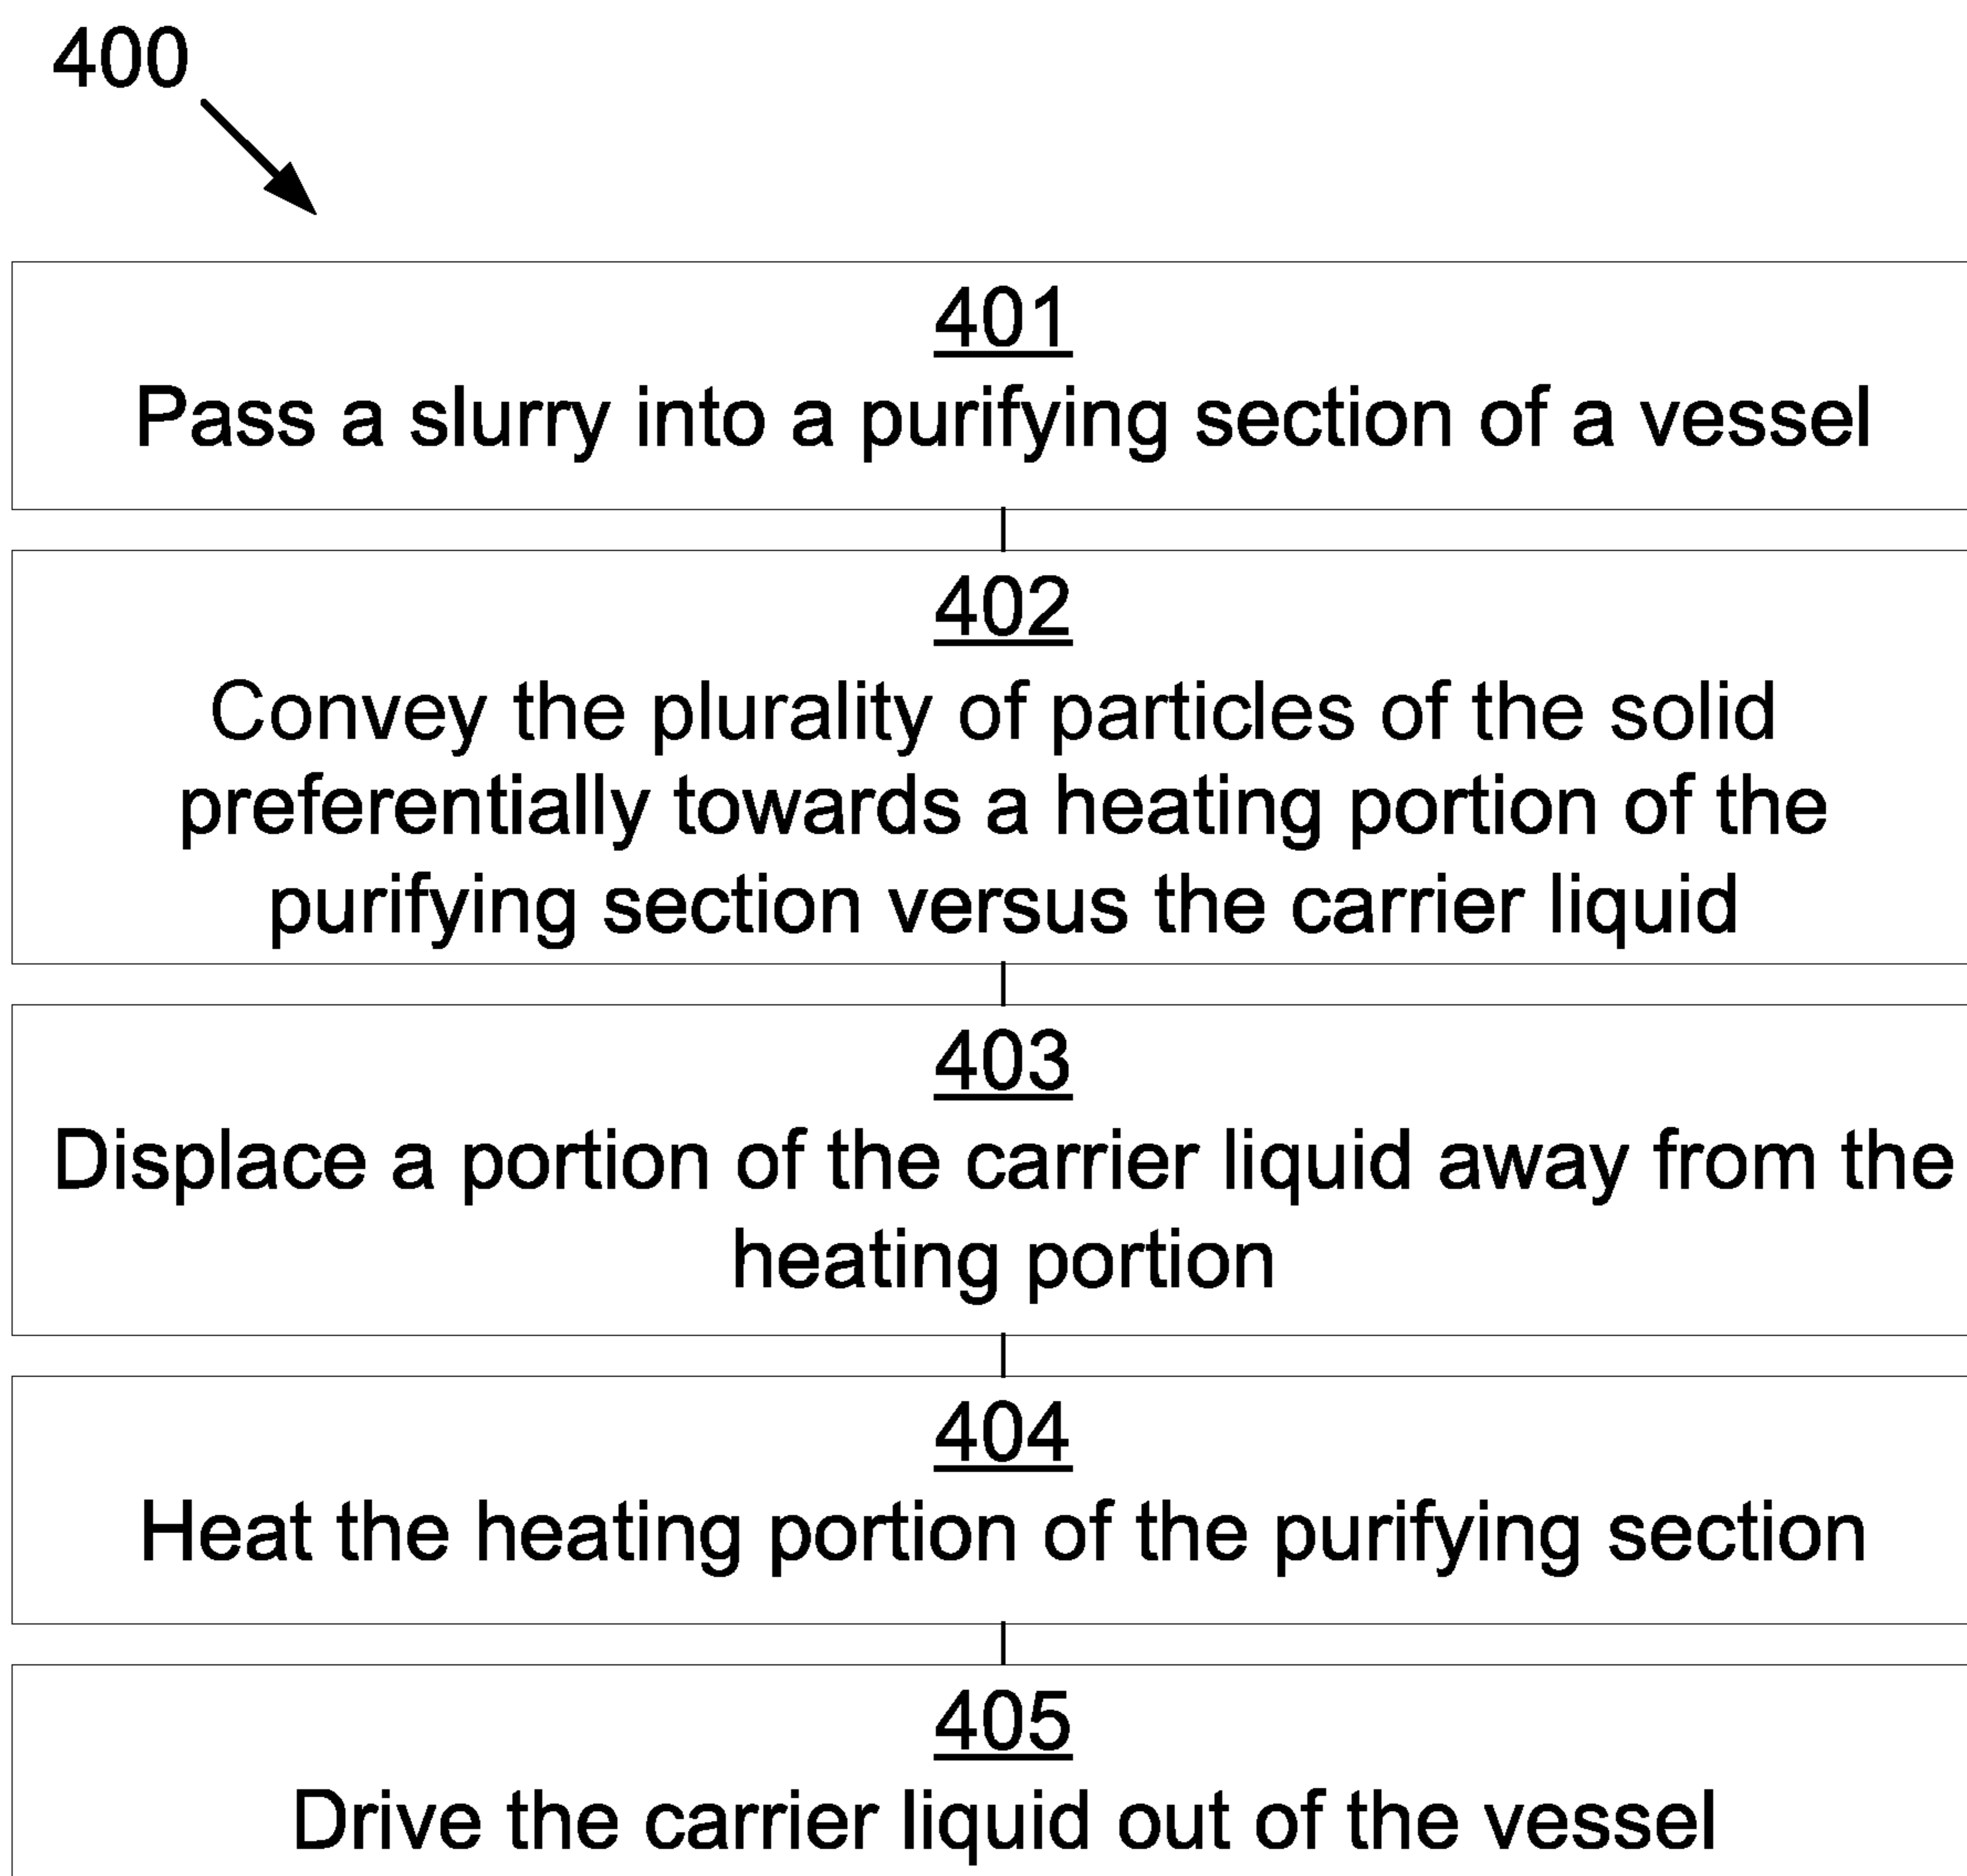 400
401
Pass a slurry into a purifying section of a vessel
402
Convey the plurality of particles of the solid
preferentially towards a heating portion of the
purifying section versus the carrier liquid
403
Displace a portion of the carrier liquid away from the
heating portion
404
Heat the heating portion of the purifying section
405
Drive the carrier liquid out of the vessel